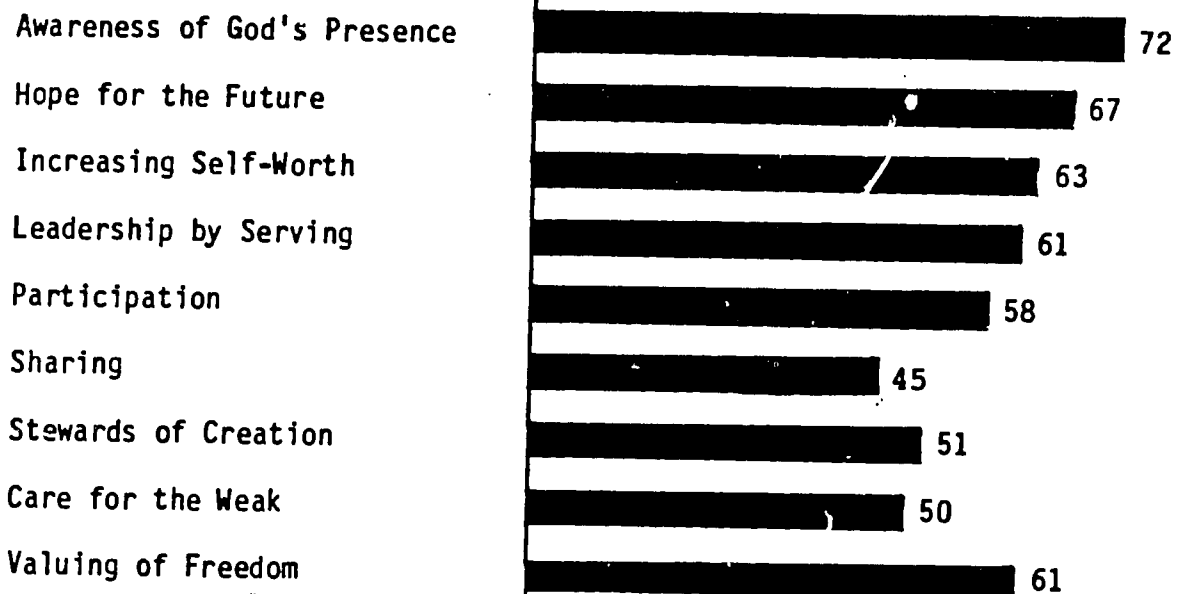 Awareness of God's Presence 72
Hope for the Future 67
Increasing Self-Worth 63
Leadership by Serving 61
Participation 58
Sharing 45
Stewards of Creation 51
Care for the Weak 50
Valuing of Freedom 61